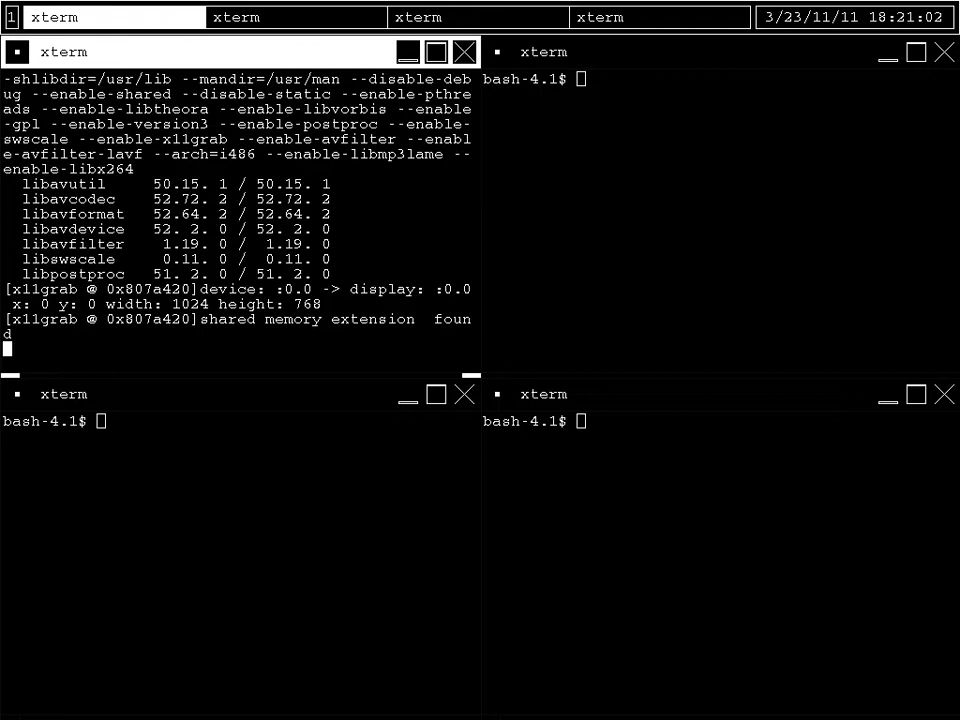 1 xterm xterm xterm xterm 3/23/11/11 18:21:02
xterm
-shlibdir=/usr/lib --mandir=/usr/man --disable-deb
ug --enable-shared --disable-static --enable-pthre
ads --enable-libtheora --enable-libvorbis --enable
-gpl --enable-version3 --enable-postproc --enable-
swscale --enable-x11grab --enable-avfilter --enabl
e-avfilter-lavf --arch=i486 --enable-libmp3lame --
enable-libx264
  libavutil     50.15. 1 / 50.15. 1
  libavcodec    52.72. 2 / 52.72. 2
  libavformat   52.64. 2 / 52.64. 2
  libavdevice   52. 2. 0 / 52. 2. 0
  libavfilter    1.19. 0 /  1.19. 0
  libswscale     0.11. 0 /  0.11. 0
  libpostproc   51. 2. 0 / 51. 2. 0
[x11grab @ 0x807a420]device: :0.0 -> display: :0.0
 x: 0 y: 0 width: 1024 height: 768
[x11grab @ 0x807a420]shared memory extension  foun
d
xterm
bash-4.1$
xterm
bash-4.1$
xterm
bash-4.1$